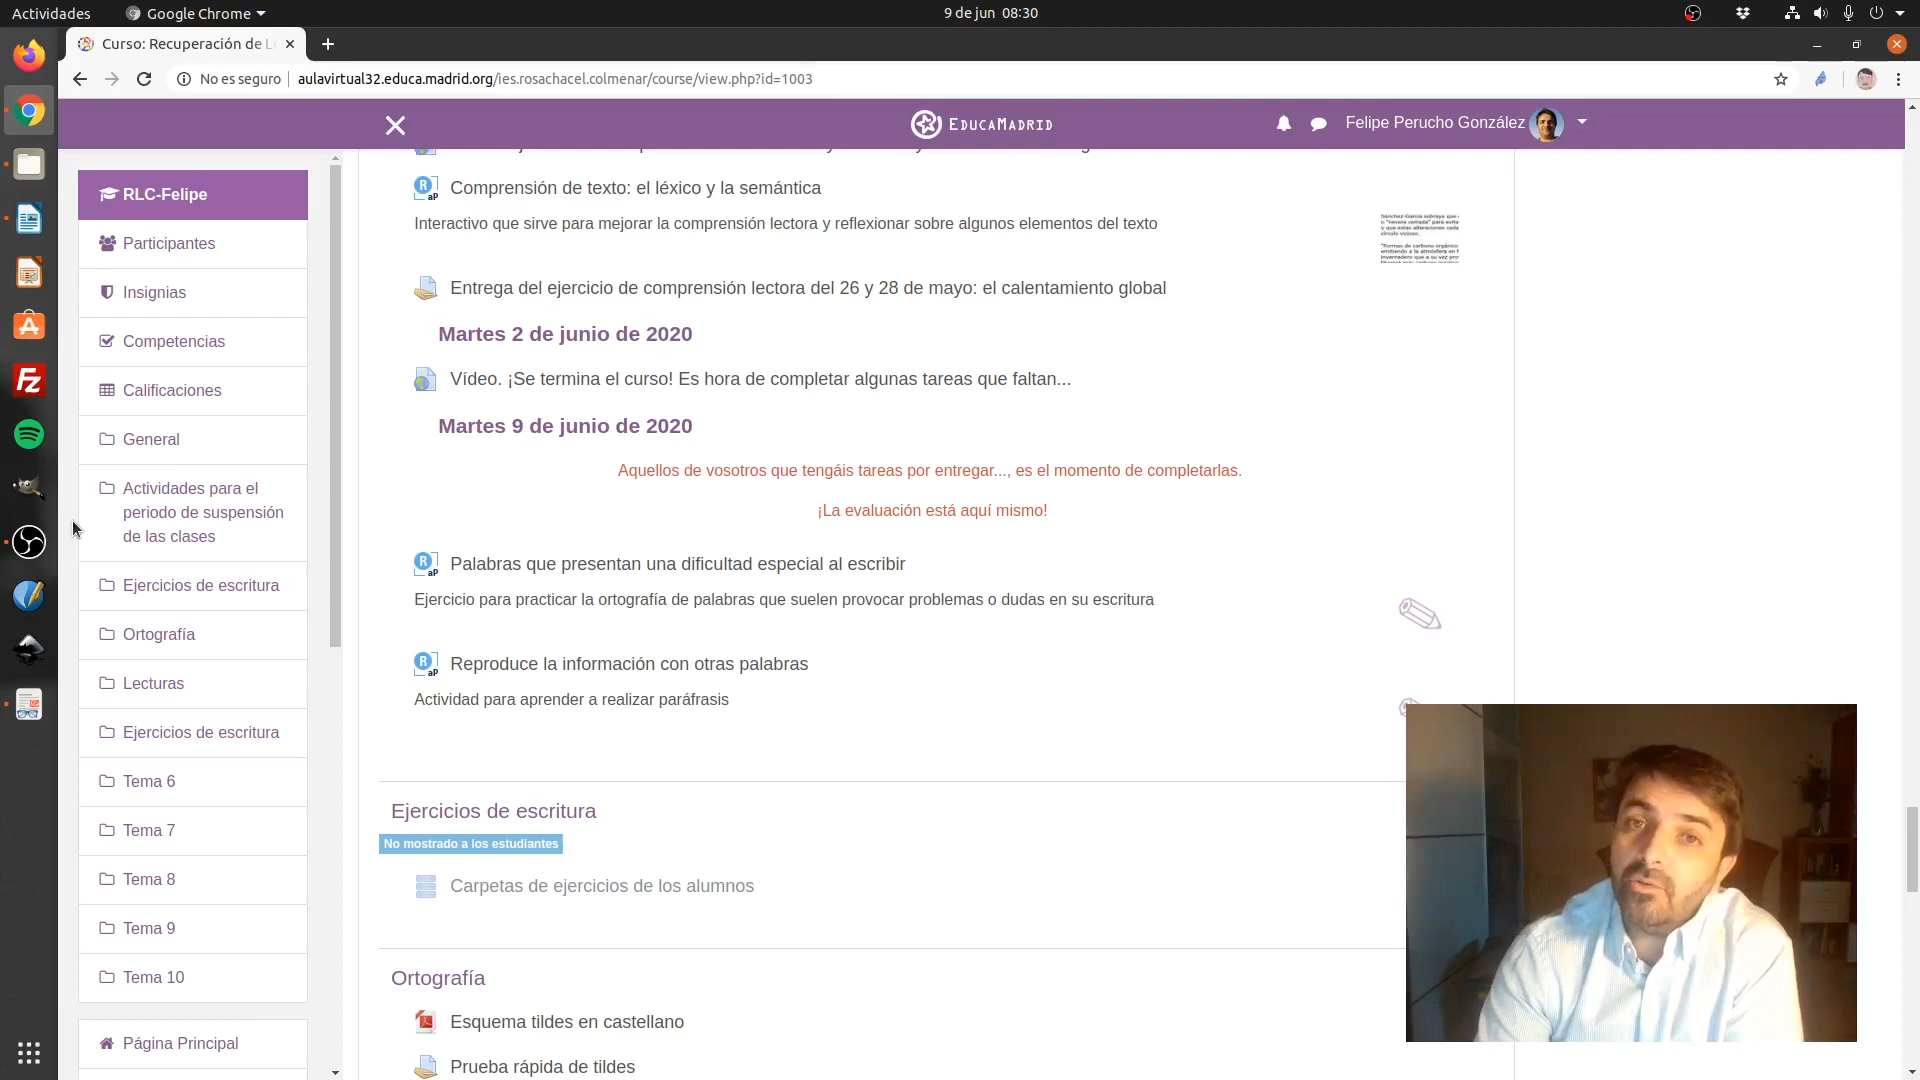 Actividades
Google Chrome
9 de jun 08:30
Curso: Recuperación de L
No es seguro
aulavirtual32.educa.madrid.org/ies.rosachacel.colmenar/course/view.php?id=1003
EDUCAMADRID
Felipe Perucho González
RLC-Felipe
Participantes
Insignias
Competencias
Calificaciones
General
Actividades para el
periodo de suspensión
de las clases
Ejercicios de escritura
Ortografía
Lecturas
Ejercicios de escritura
Tema 6
Tema 7
Tema 8
Tema 9
Tema 10
Página Principal
Comprensión de texto: el léxico y la semántica
Interactivo que sirve para mejorar la comprensión lectora y reflexionar sobre algunos elementos del texto
Entrega del ejercicio de comprensión lectora del 26 y 28 de mayo: el calentamiento global
Martes 2 de junio de 2020
Vídeo. ¡Se termina el curso! Es hora de completar algunas tareas que faltan...
Martes 9 de junio de 2020
Aquellos de vosotros que tengáis tareas por entregar..., es el momento de completarlas.
¡La evaluación está aquí mismo!
Palabras que presentan una dificultad especial al escribir
Ejercicio para practicar la ortografía de palabras que suelen provocar problemas o dudas en su escritura
Reproduce la información con otras palabras
Actividad para aprender a realizar paráfrasis
Ejercicios de escritura
No mostrado a los estudiantes
Carpetas de ejercicios de los alumnos
Ortografía
Esquema tildes en castellano
Prueba rápida de tildes